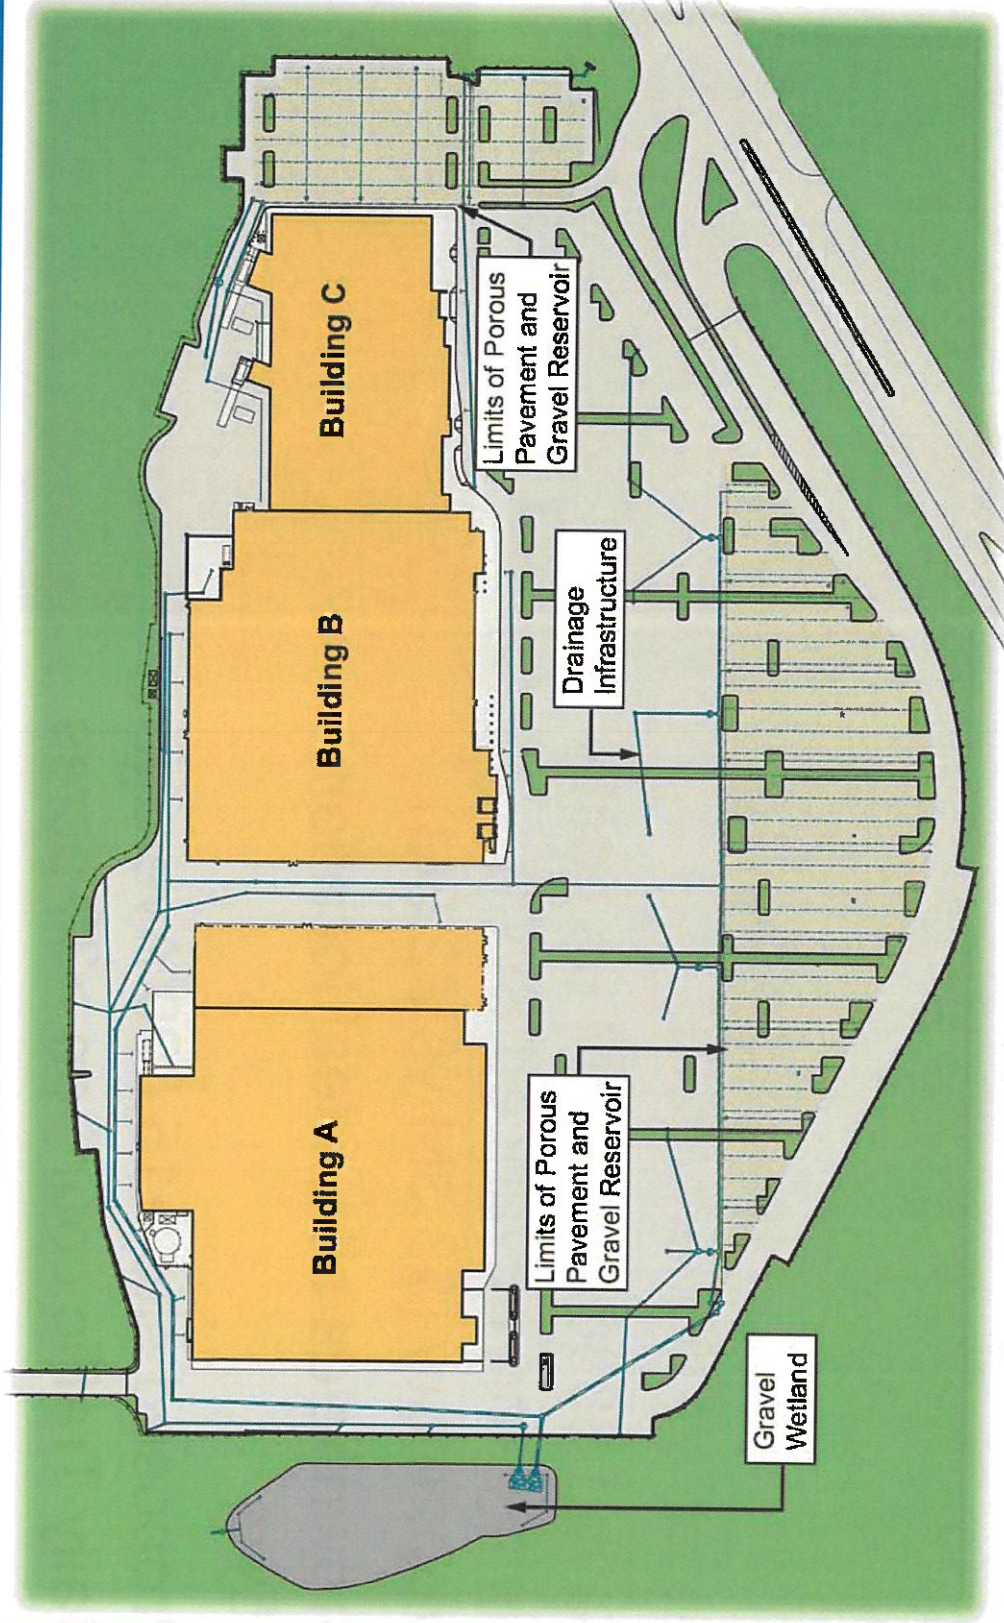 Building A
Building B
Building C
Limits of Porous
Pavement and
Gravel Reservoir
Drainage
Infrastructure
Limits of Porous
Pavement and
Gravel Reservoir
Gravel
Wetland